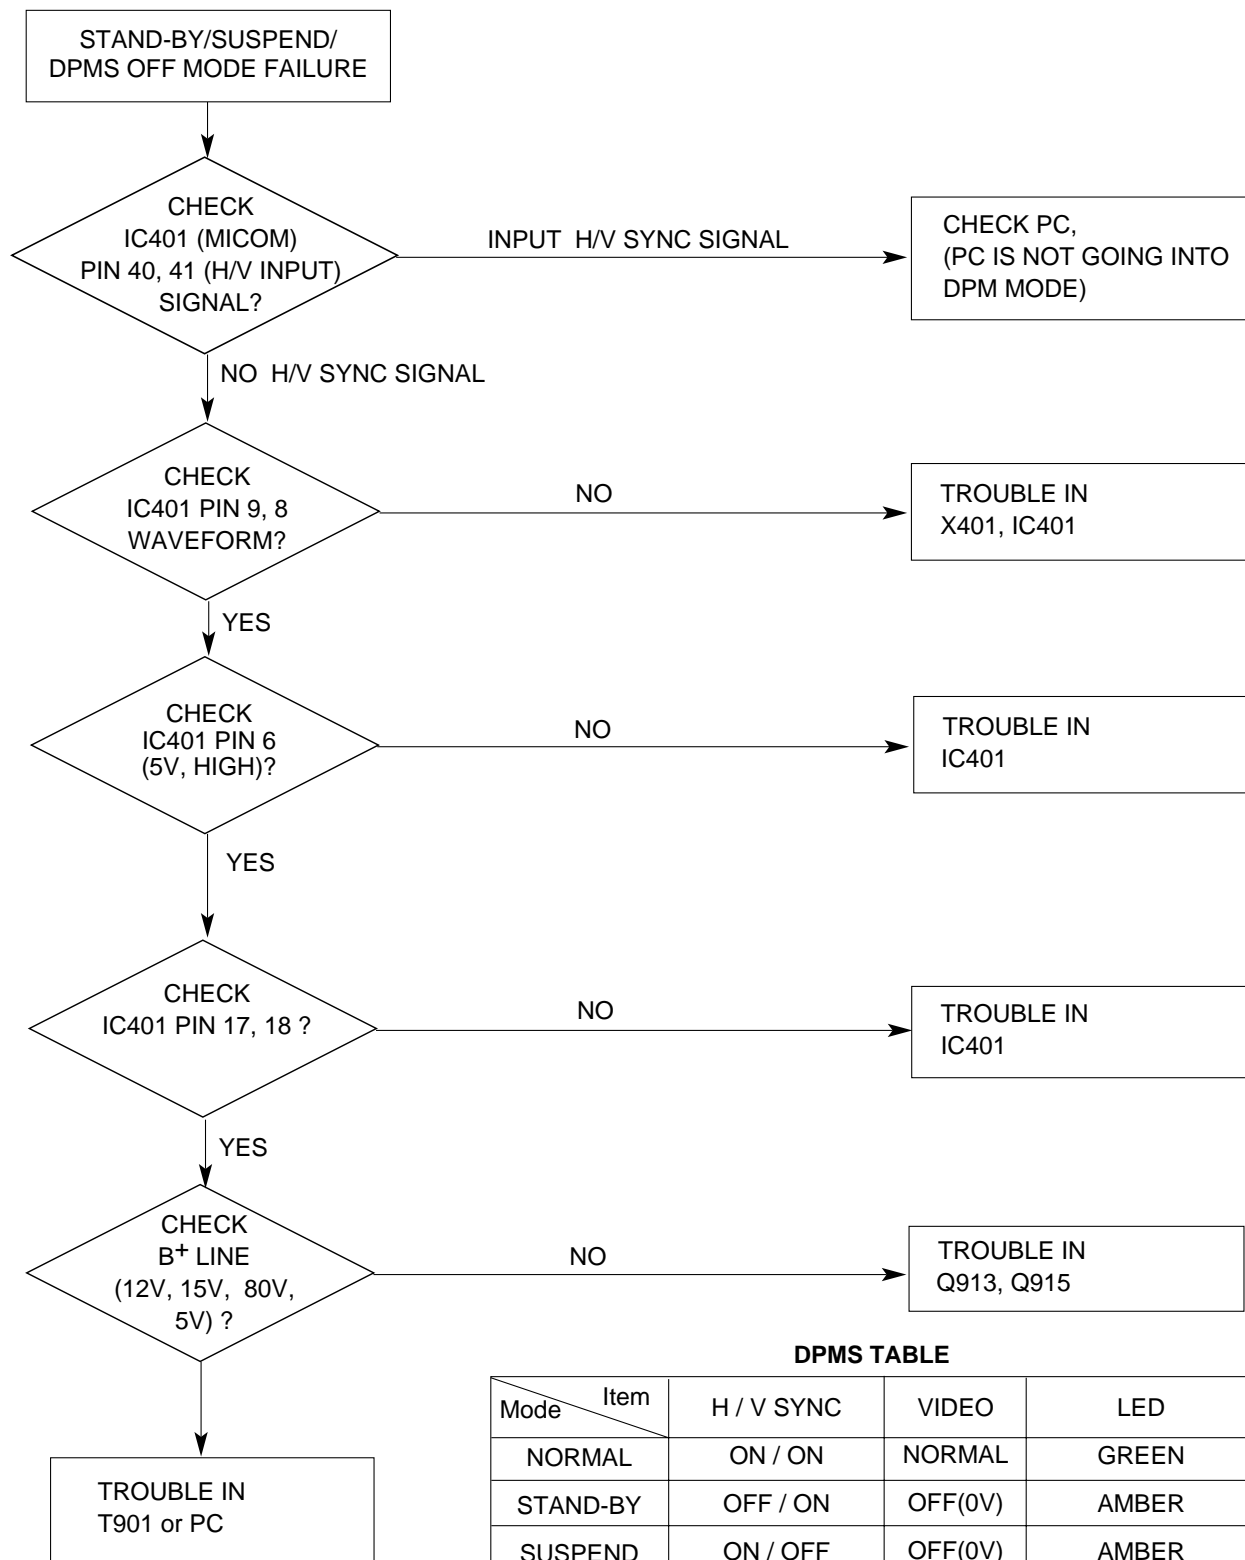 STAND-BY/SUSPEND/
DPMS OFF MODE FAILURE
CHECK
IC401 (MICOM)
PIN 40, 41 (H/V INPUT)
SIGNAL?
INPUT H/V SYNC SIGNAL
CHECK PC,
(PC IS NOT GOING INTO
DPM MODE)
NO H/V SYNC SIGNAL
CHECK
IC401 PIN 9, 8
WAVEFORM?
NO
TROUBLE IN
X401, IC401
YES
CHECK
IC401 PIN 6
(5V, HIGH)?
NO
TROUBLE IN
IC401
YES
CHECK
IC401 PIN 17, 18 ?
NO
TROUBLE IN
IC401
YES
CHECK
B+ LINE
(12V, 15V, 80V,
5V) ?
NO
TROUBLE IN
Q913, Q915
TROUBLE IN
T901 or PC
DPMS TABLE
Mode Item H / V SYNC VIDEO LED
NORMAL ON / ON NORMAL GREEN
STAND-BY OFF / ON OFF(0V) AMBER
SUSPEND ON / OFF OFF(0V) AMBER